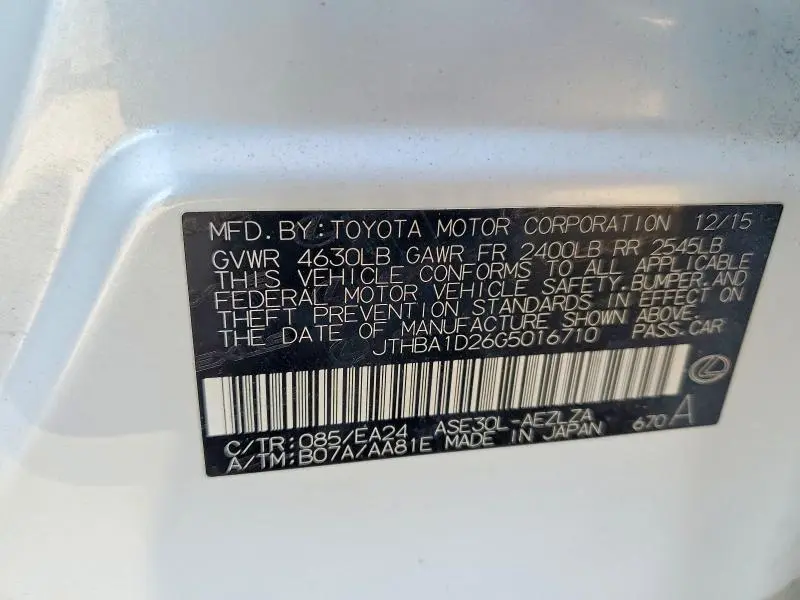 MFD.BY:TOYOTA MOTOR CORPORATION 12/15
GVWR 4630LB GAWR FR 2400LB RR 2545LB
THIS VEHICLE CONFORMS TO ALL APPLICABLE
FEDERAL MOTOR VEHICLE SAFETY,BUMPER,AND
THEFT PREVENTION STANDARDS IN EFFECT ON
THE DATE OF MANUFACTURE SHOWN ABOVE.
JTHBA1D26G5016710 PASS.CAR
C/TR:085/EA24 ASE30L-AEZLZA
A/TM:B07A/AA81E MADE IN JAPAN 670 A